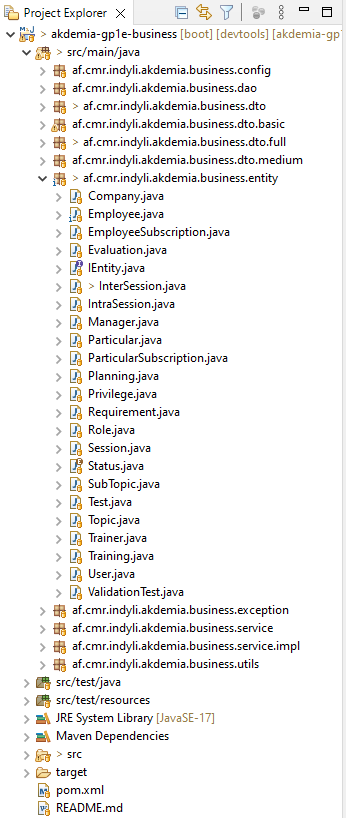 Project Explorer
> akdemia-gp1e-business [boot] [devtools] [akdemia-gp
> src/main/java
af.cmr.indyli.akdemia.business.config
af.cmr.indyli.akdemia.business.dao
> af.cmr.indyli.akdemia.business.dto
af.cmr.indyli.akdemia.business.dto.basic
> af.cmr.indyli.akdemia.business.dto.full
af.cmr.indyli.akdemia.business.dto.medium
> af.cmr.indyli.akdemia.business.entity
Company.java
Employee.java
EmployeeSubscription.java
Evaluation.java
IEntity.java
> InterSession.java
IntraSession.java
Manager.java
Particular.java
ParticularSubscription.java
Planning.java
Privilege.java
Requirement.java
Role.java
Session.java
Status.java
SubTopic.java
Test.java
Topic.java
Trainer.java
Training.java
User.java
ValidationTest.java
af.cmr.indyli.akdemia.business.exception
af.cmr.indyli.akdemia.business.service
af.cmr.indyli.akdemia.business.service.impl
af.cmr.indyli.akdemia.business.utils
src/test/java
src/test/resources
JRE System Library [JavaSE-17]
Maven Dependencies
> src
target
pom.xml
README.md